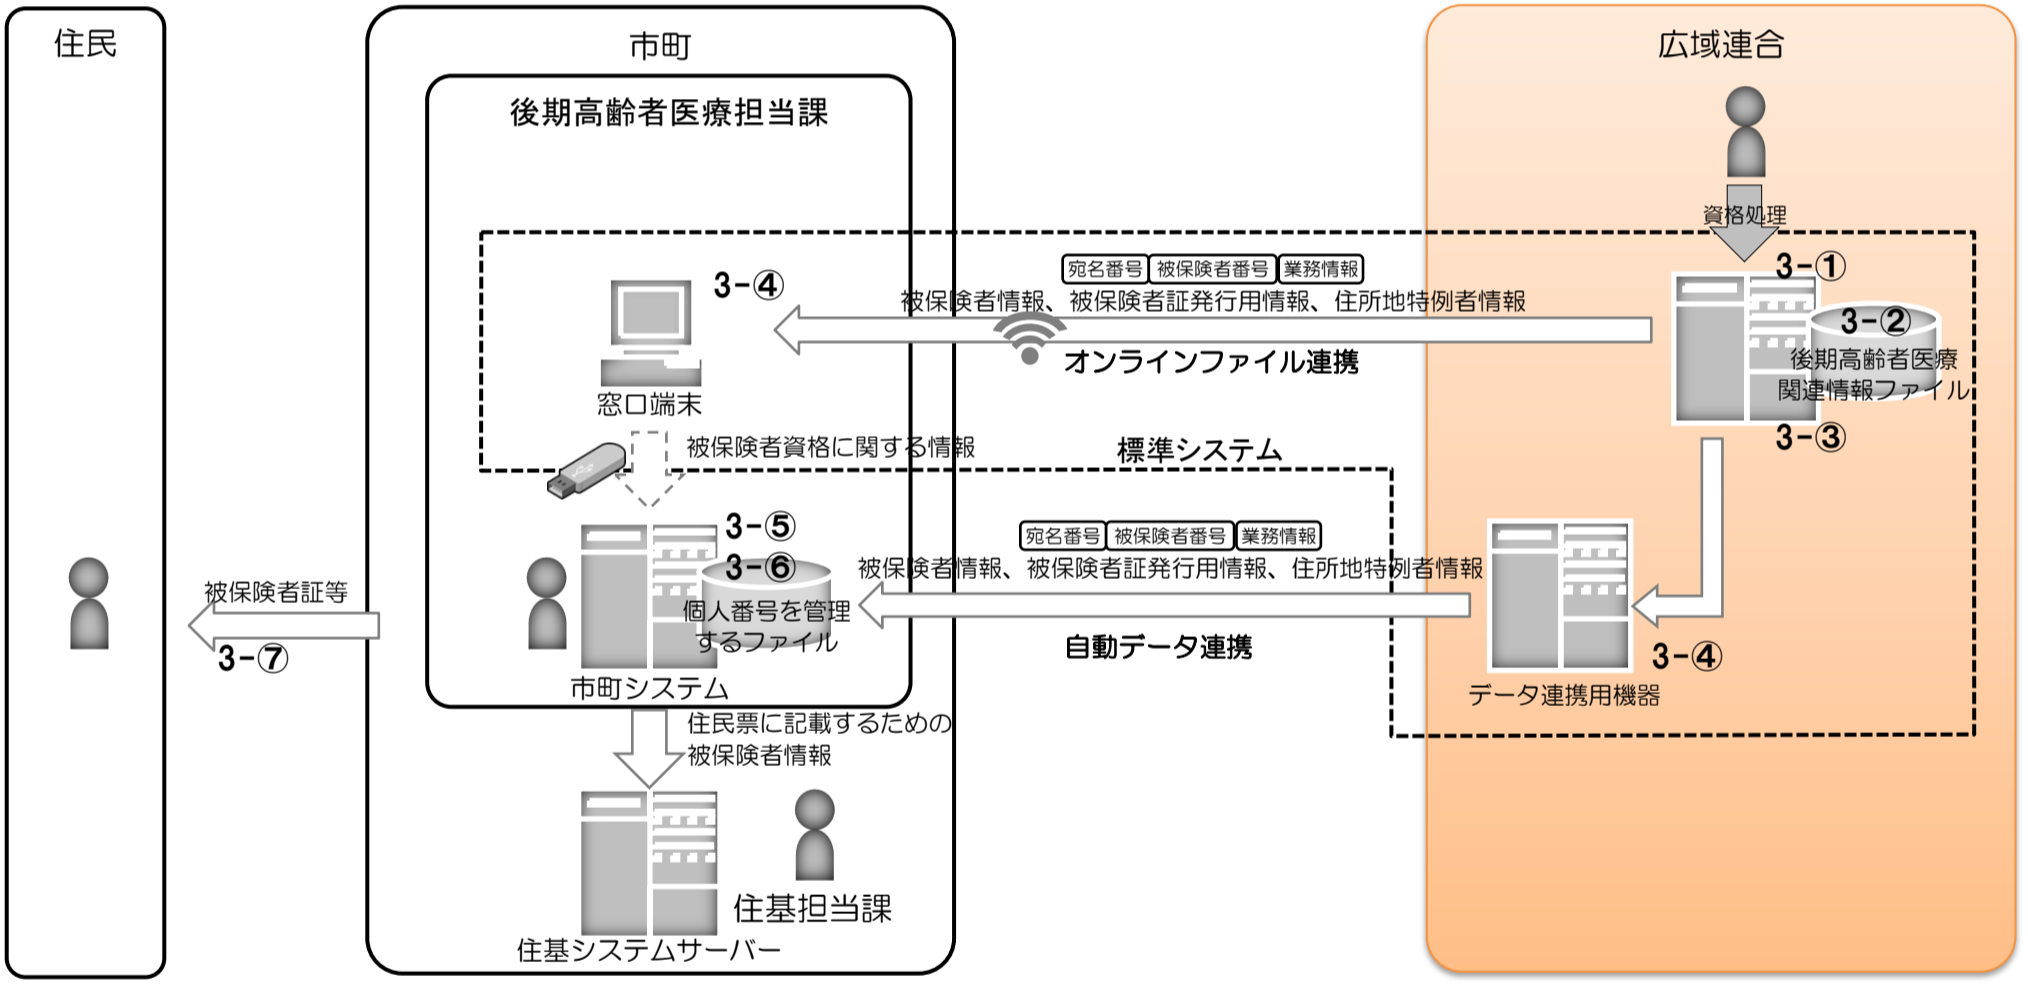 住民
市町
広域連合
後期高齢者医療担当課
資格処理
3-①
宛名番号 被保険者番号 業務情報
3-④
被保険者情報、被保険者証発行用情報、住所地特例者情報
3-②
オンラインファイル連携
後期高齢者医療
関連情報ファイル
窓口端末
3-③
被保険者資格に関する情報
標準システム
3-⑤
宛名番号 被保険者番号 業務情報
3-⑥
被保険者情報、被保険者証発行用情報、住所地特例者情報
被保険者証等
個人番号を管理
するファイル
自動データ連携
3-⑦
3-④
市町システム
データ連携用機器
住民票に記載するための
被保険者情報
住基担当課
住基システムサーバー